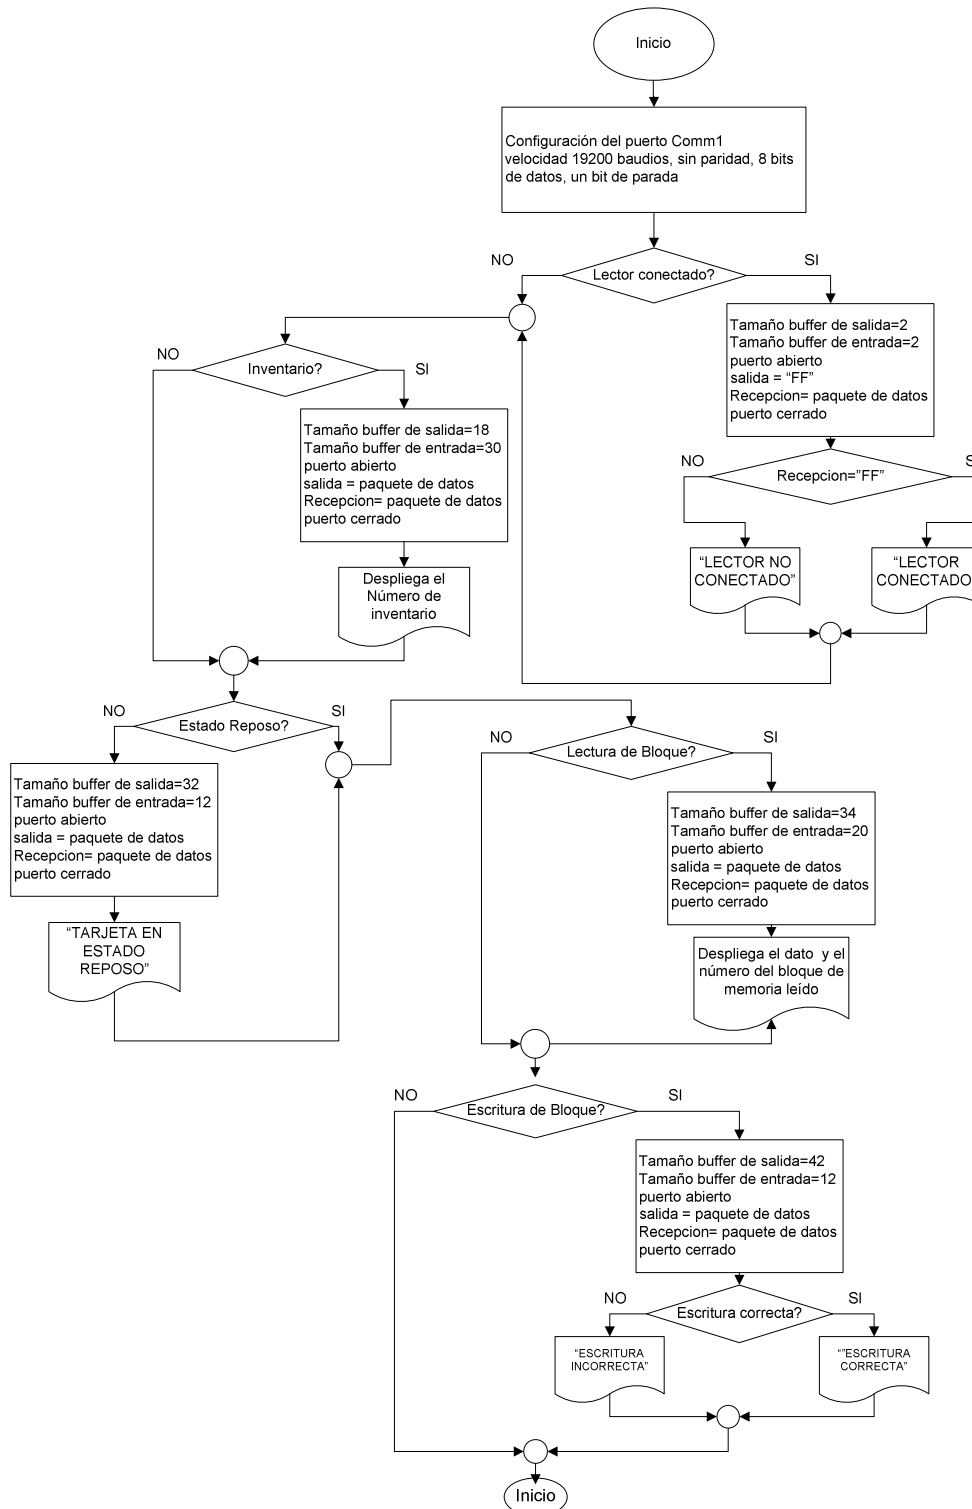 Inicio
Configuración del puerto Comm1
velocidad 19200 baudios, sin paridad, 8 bits
de datos, un bit de parada
NO
SI
Lector conectado?
Tamaño buffer de salida=2
Tamaño buffer de entrada=2
puerto abierto
salida = “FF”
Recepcion= paquete de datos
puerto cerrado
NO
SI
Inventario?
Tamaño buffer de salida=18
Tamaño buffer de entrada=30
puerto abierto
salida = paquete de datos
Recepcion= paquete de datos
puerto cerrado
NO
S
Recepcion=”FF”
“LECTOR NO
CONECTADO”
“LECTOR
CONECTADO
Despliega el
Número de
inventario
NO
SI
Estado Reposo?
Tamaño buffer de salida=32
Tamaño buffer de entrada=12
puerto abierto
salida = paquete de datos
Recepcion= paquete de datos
puerto cerrado
“TARJETA EN
ESTADO
REPOSO”
NO
SI
Lectura de Bloque?
Tamaño buffer de salida=34
Tamaño buffer de entrada=20
puerto abierto
salida = paquete de datos
Recepcion= paquete de datos
puerto cerrado
Despliega el dato  y el
número del bloque de
memoria leído
NO
SI
Escritura de Bloque?
Tamaño buffer de salida=42
Tamaño buffer de entrada=12
puerto abierto
salida = paquete de datos
Recepcion= paquete de datos
puerto cerrado
NO
SI
Escritura correcta?
“ESCRITURA
INCORRECTA”
“”ESCRITURA
CORRECTA”
Inicio